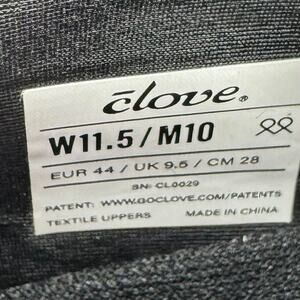 clove®
W11.5/M10
EUR 44 / UK 9.5 / CM 28
SN: CL0029
PATENT: WWW.GOCLOVE.COM/PATENTS
TEXTILE UPPERS MADE IN CHINA